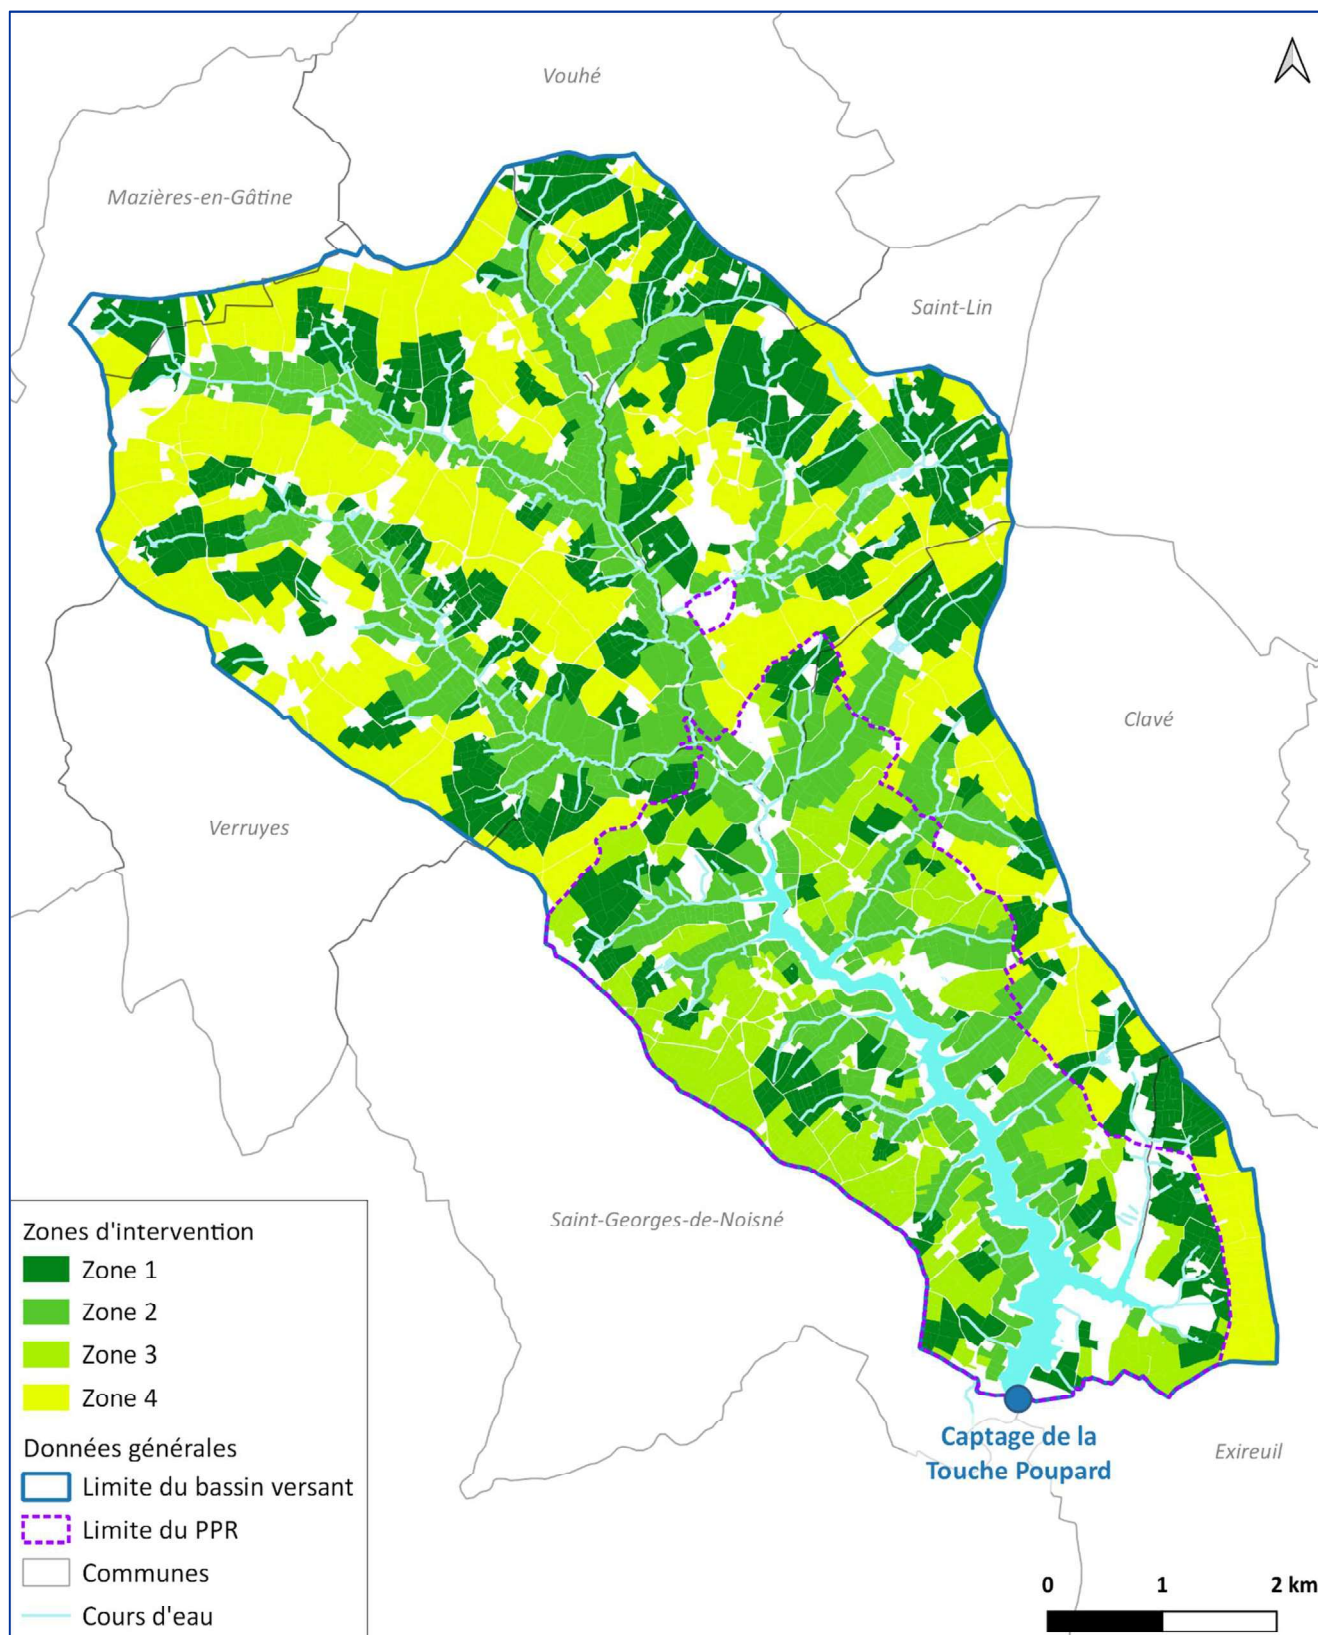 Vouhé
Mazières-en-Gâtine
Saint-Lin
Clavé
Verruyes
Saint-Georges-de-Noisné
Zones d'intervention
Zone 1
Zone 2
Zone 3
Zone 4
Données générales
Limite du bassin versant
Limite du PPR
Communes
Cours d'eau
Captage de la
Touche Poupard
Exireuil
0 1 2 km